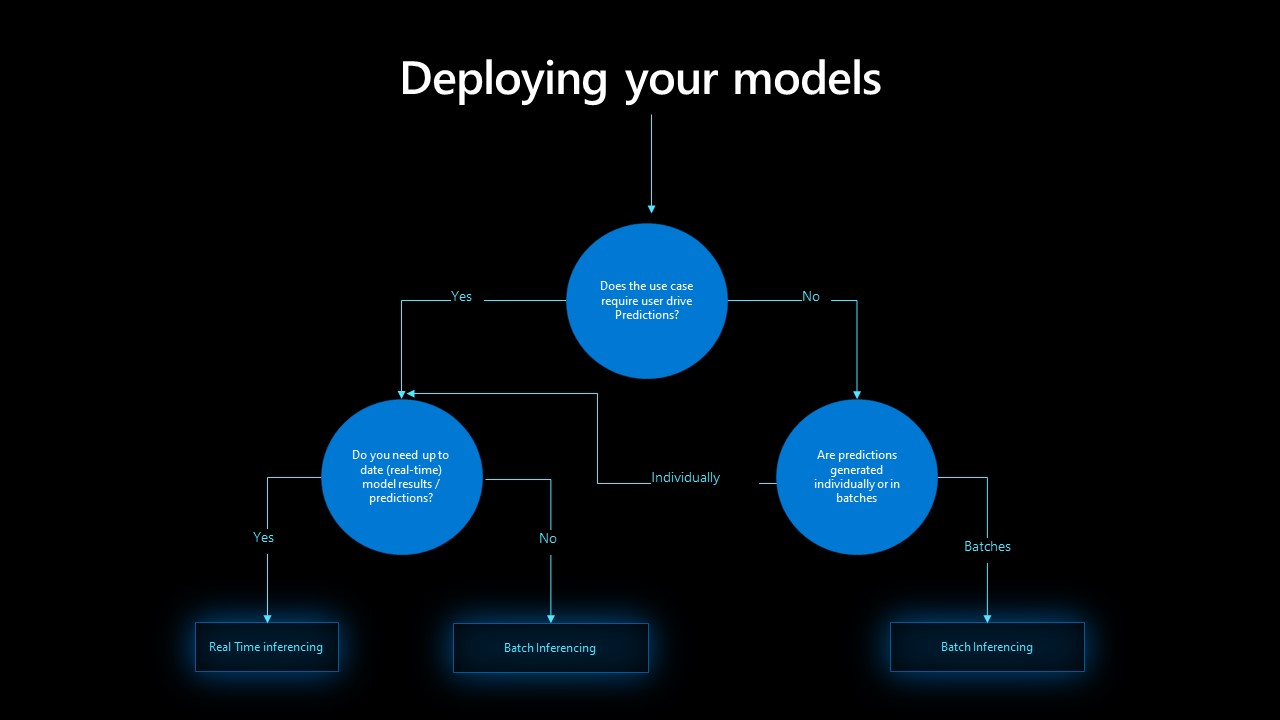 Deploying your models
Does the use case
require user drive
Predictions?
Yes
No
Do you need up to
date (real-time)
model results /
predictions?
Individually
Are predictions
generated
individually or in
batches
Yes
No
Batches
Real Time inferencing
Batch Inferencing
Batch Inferencing